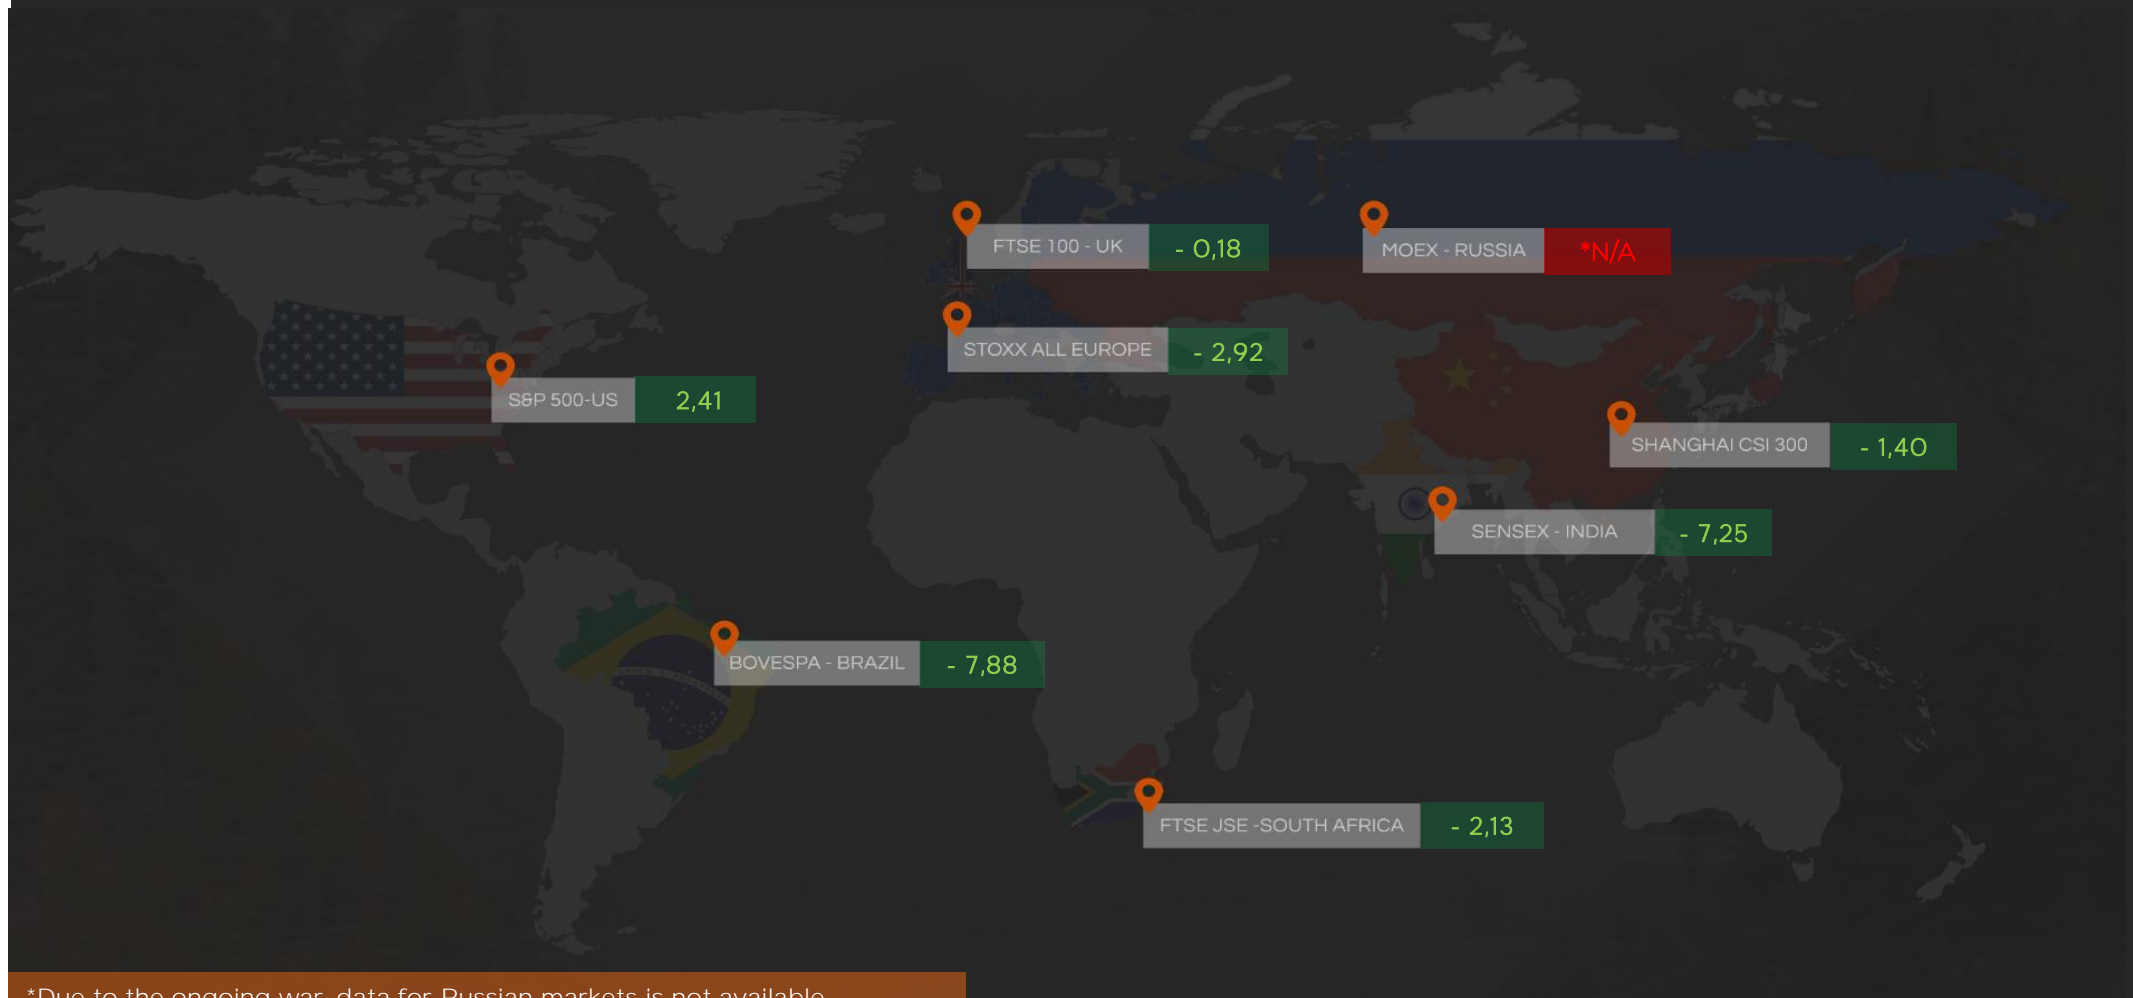 FTSE 100 - UK - 0,18
MOEX - RUSSIA *N/A
STOXX ALL EUROPE - 2,92
S&P 500-US 2,41
SHANGHAI CSI 300 - 1,40
SENSEX - INDIA - 7,25
BOVESPA - BRAZIL - 7,88
FTSE JSE -SOUTH AFRICA - 2,13
*Due to the ongoing war, data for Russian markets is not available